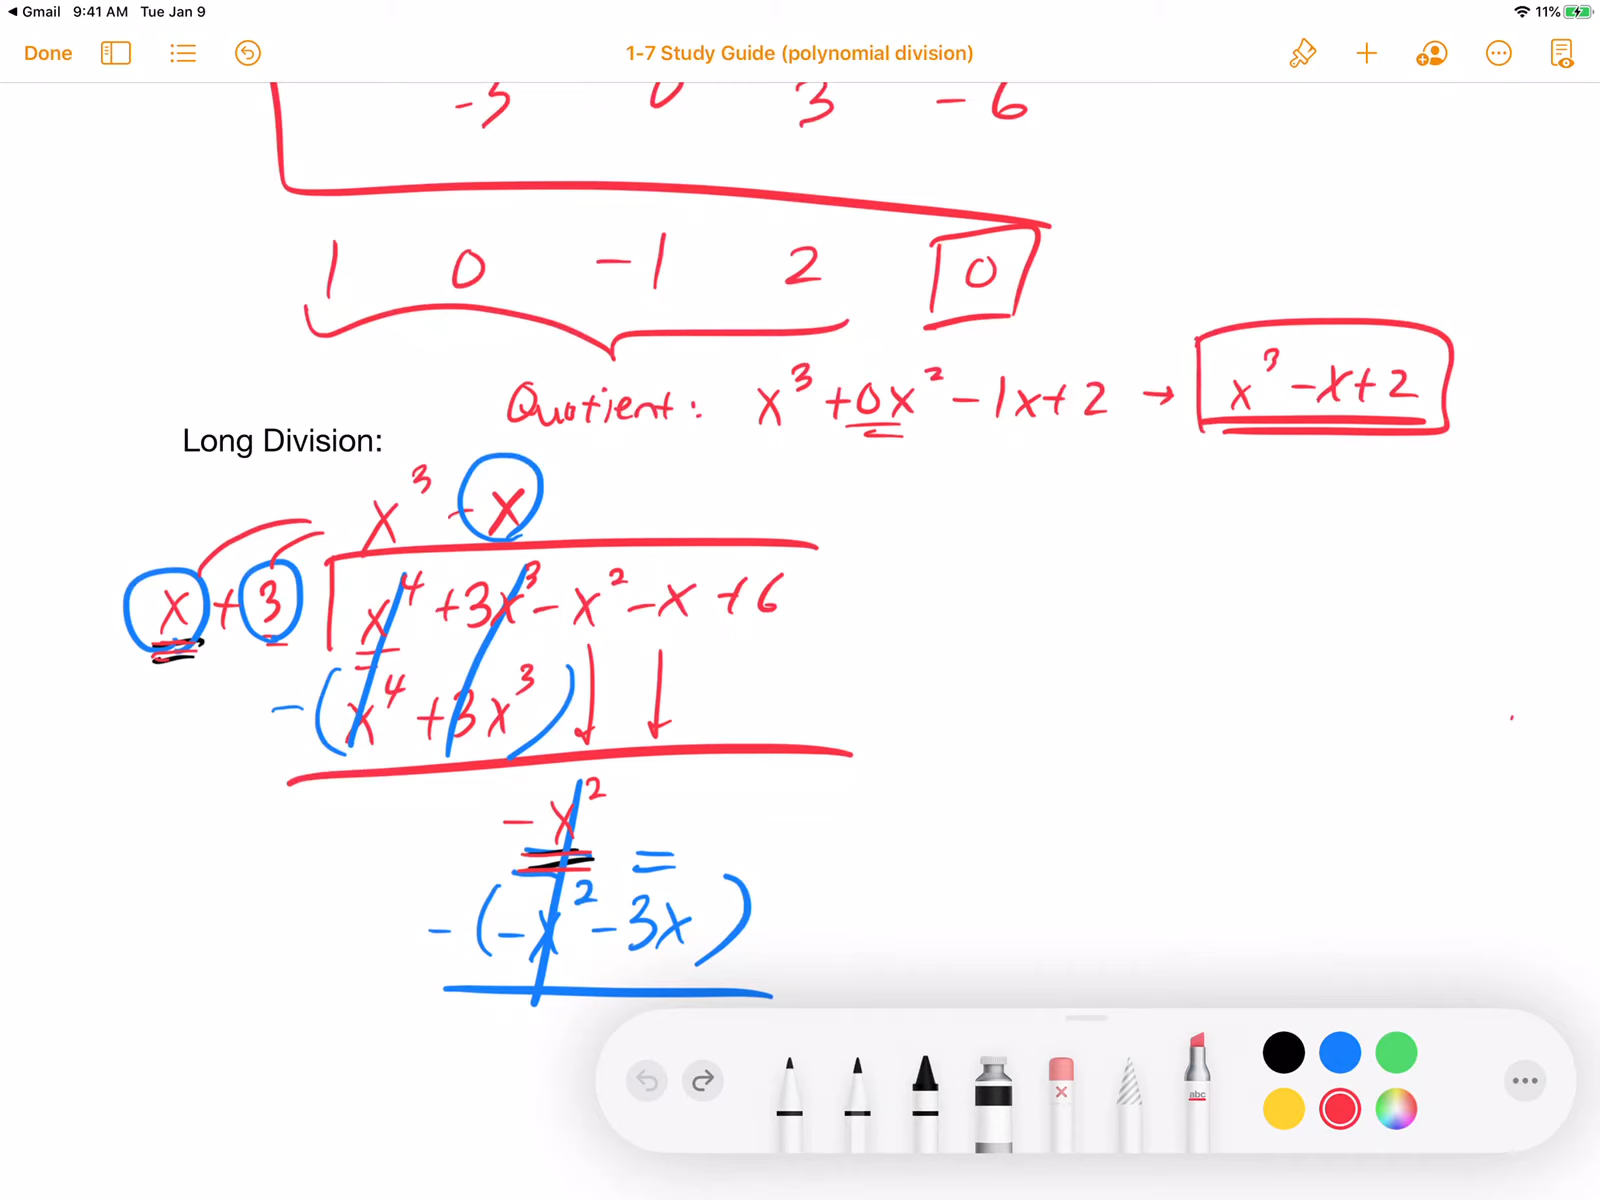 Gmail 9:41 AM Tue Jan 9 11%
Done 1-7 Study Guide (polynomial division)
-3 0 3 -6
1 0 -1 2 0
Quotient: x³ +0x² -1x+2 → x³ -x+2
Long Division:
x³ -x
x+3 x⁴ +3x³ -x² -x +6
-(x⁴ +3x³)
-x²
-(-x² -3x)
abc